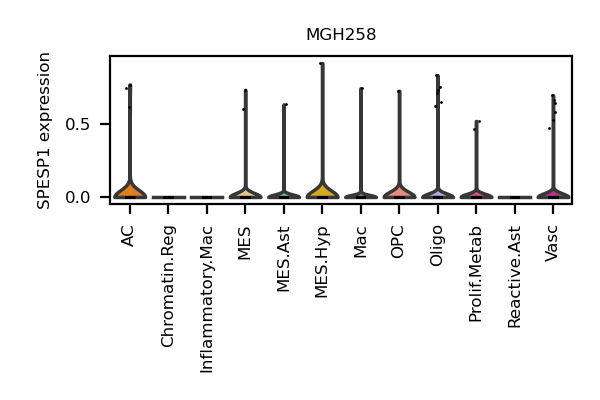 MGH258
SPESP1 expression
0.5
0.0
AC
Chromatin.Reg
Inflammatory.Mac
MES
MES.Ast
MES.Hyp
Mac
OPC
Oligo
Prolif.Metab
Reactive.Ast
Vasc